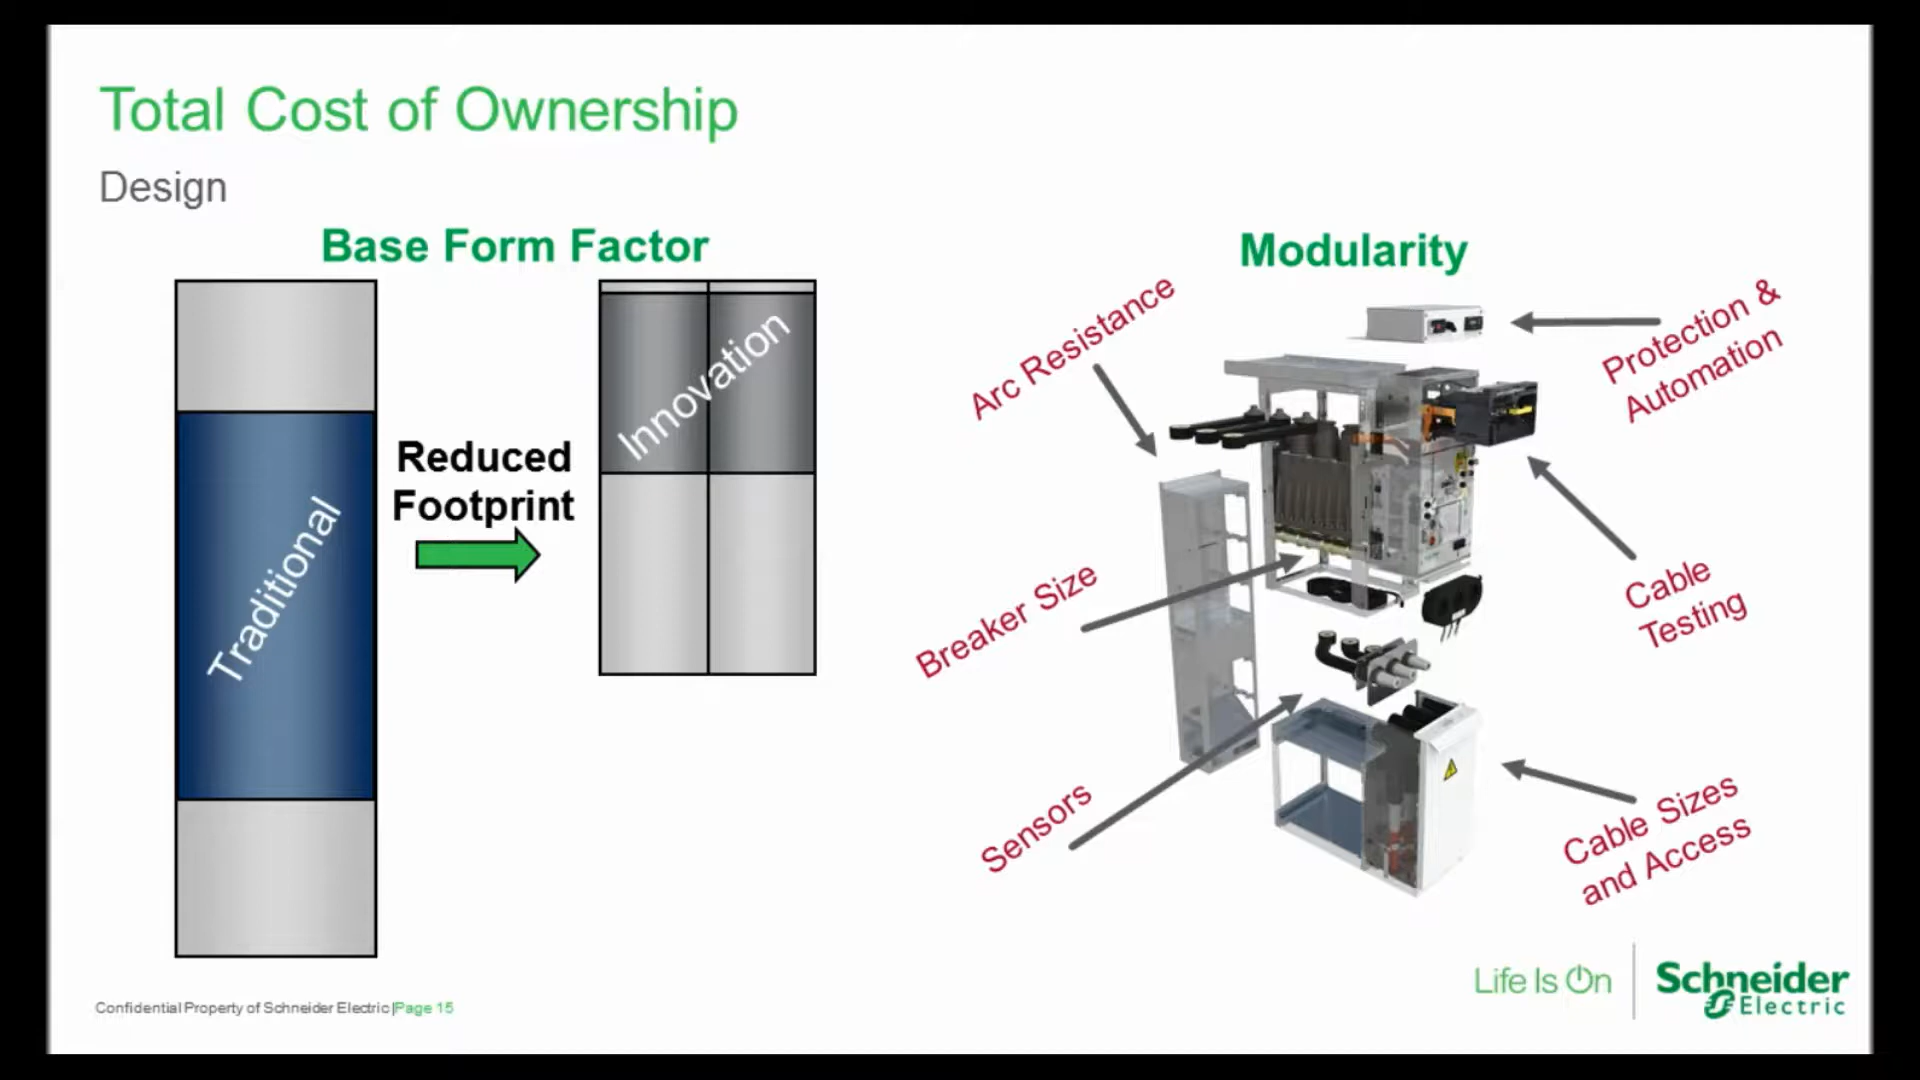 Total Cost of Ownership
Design
Base Form Factor
Traditional
Reduced
Footprint
Innovation
Modularity
Arc Resistance
Protection &
Automation
Breaker Size
Cable
Testing
Sensors
Cable Sizes
and Access
Confidential Property of Schneider Electric |Page 15
Life Is On
Schneider
Electric